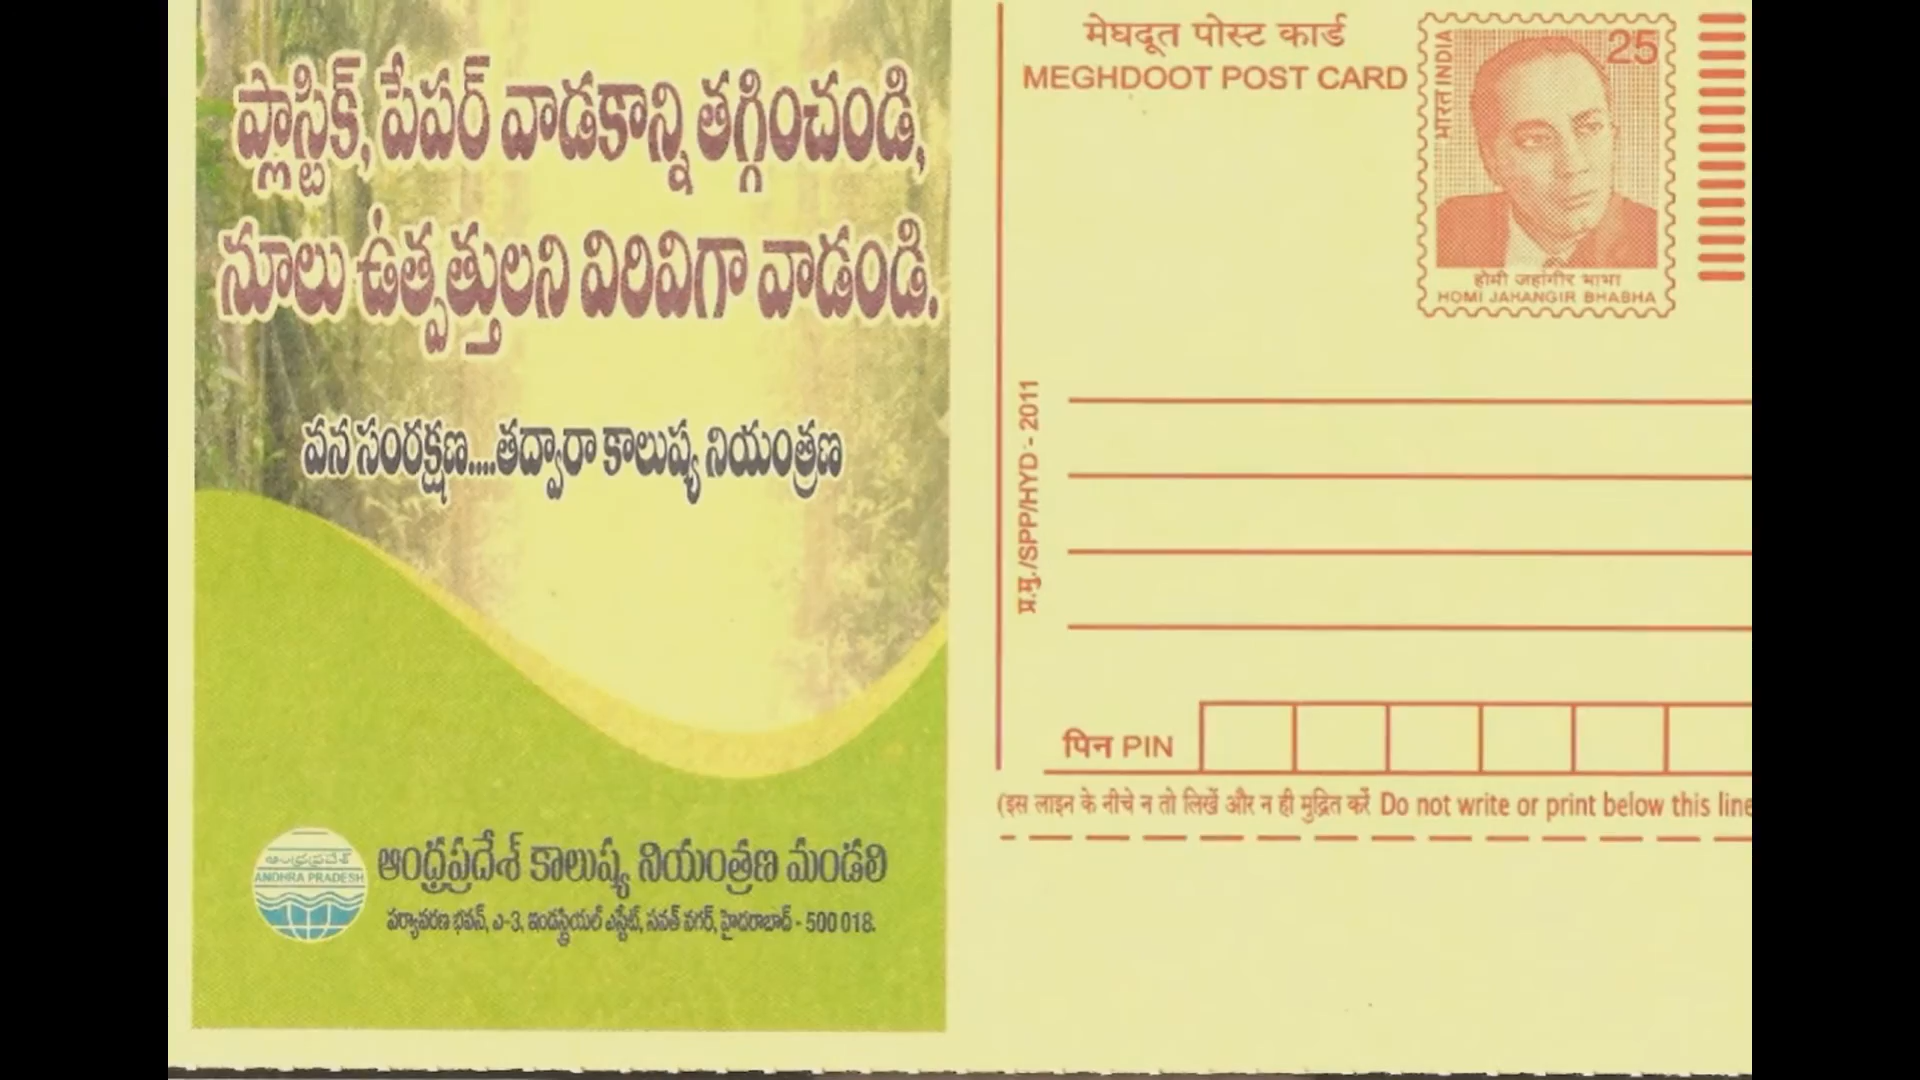 ప్లాస్టిక్, పేపర్ వాడకాన్ని తగ్గించండి,
నూలు ఉత్పత్తులని విరివిగా వాడండి.
వన సంరక్షణ....తద్వారా కాలుష్య నియంత్రణ
ఆంధ్రప్రదేశ్
ANDHRA PRADESH
ఆంధ్రప్రదేశ్ కాలుష్య నియంత్రణ మండలి
పర్యావరణ భవన్, ఎ-3, ఇండస్ట్రియల్ ఎస్టేట్, సనత్ నగర్, హైదరాబాద్ - 500 018.
मेघदूत पोस्ट कार्ड
MEGHDOOT POST CARD
25
भारत INDIA
होमी जहांगीर भाभा
HOMI JAHANGIR BHABHA
प्र.मु./SPP/HYD - 2011
पिन PIN
(इस लाइन के नीचे न तो लिखें और न ही मुद्रित करें Do not write or print below this line